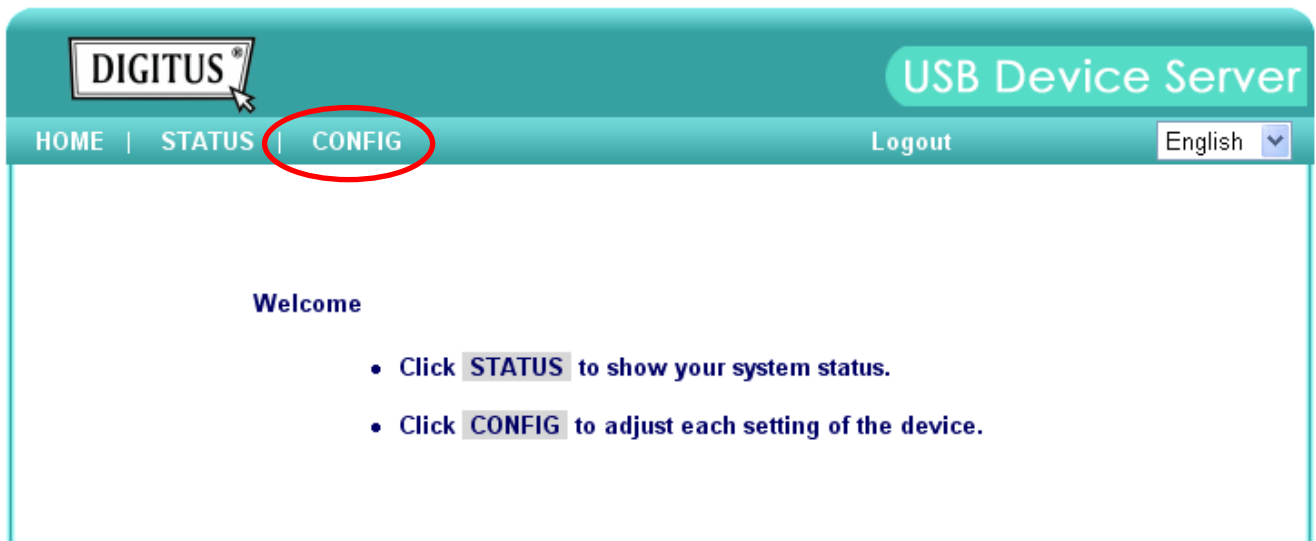 DIGITUS®
USB Device Server
HOME | STATUS | CONFIG Logout English
Welcome
• Click STATUS to show your system status.
• Click CONFIG to adjust each setting of the device.